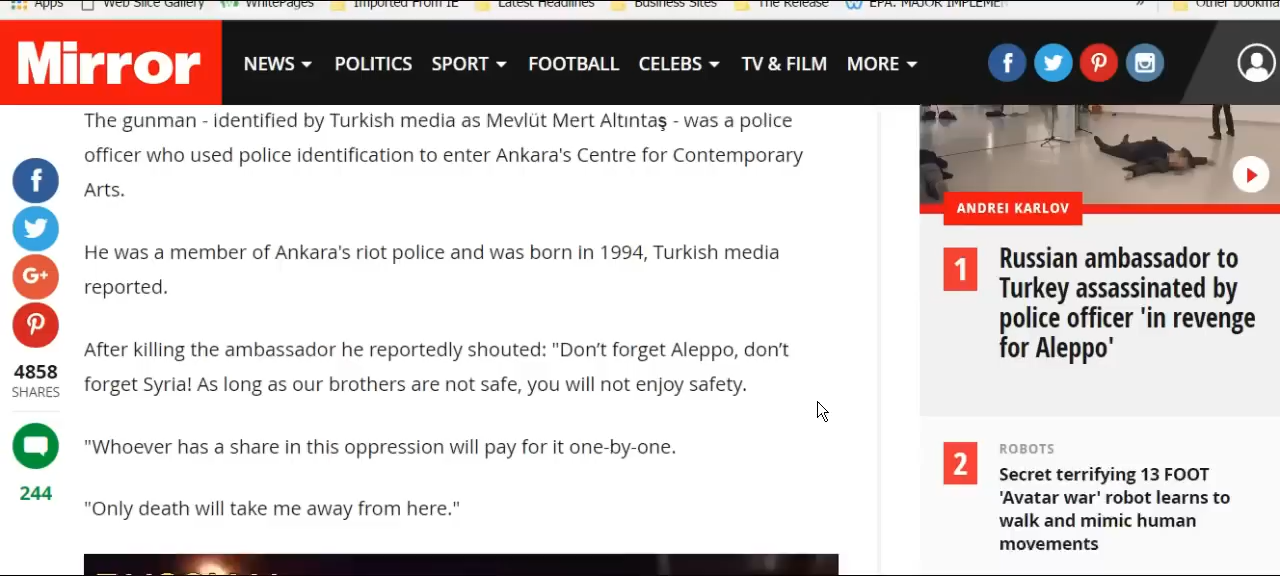 Apps Web Slice Gallery WhitePages Imported From IE Latest Headlines Business Sites The Release EPA: MAJOR IMPLEME » Other bookma
Mirror
NEWS POLITICS SPORT FOOTBALL CELEBS TV & FILM MORE
The gunman - identified by Turkish media as Mevlüt Mert Altıntaş - was a police
officer who used police identification to enter Ankara's Centre for Contemporary
Arts.
He was a member of Ankara's riot police and was born in 1994, Turkish media
reported.
After killing the ambassador he reportedly shouted: "Don't forget Aleppo, don't
forget Syria! As long as our brothers are not safe, you will not enjoy safety.
"Whoever has a share in this oppression will pay for it one-by-one.
"Only death will take me away from here."
G+
4858
SHARES
244
ANDREI KARLOV
1
Russian ambassador to
Turkey assassinated by
police officer 'in revenge
for Aleppo'
2
ROBOTS
Secret terrifying 13 FOOT
'Avatar war' robot learns to
walk and mimic human
movements